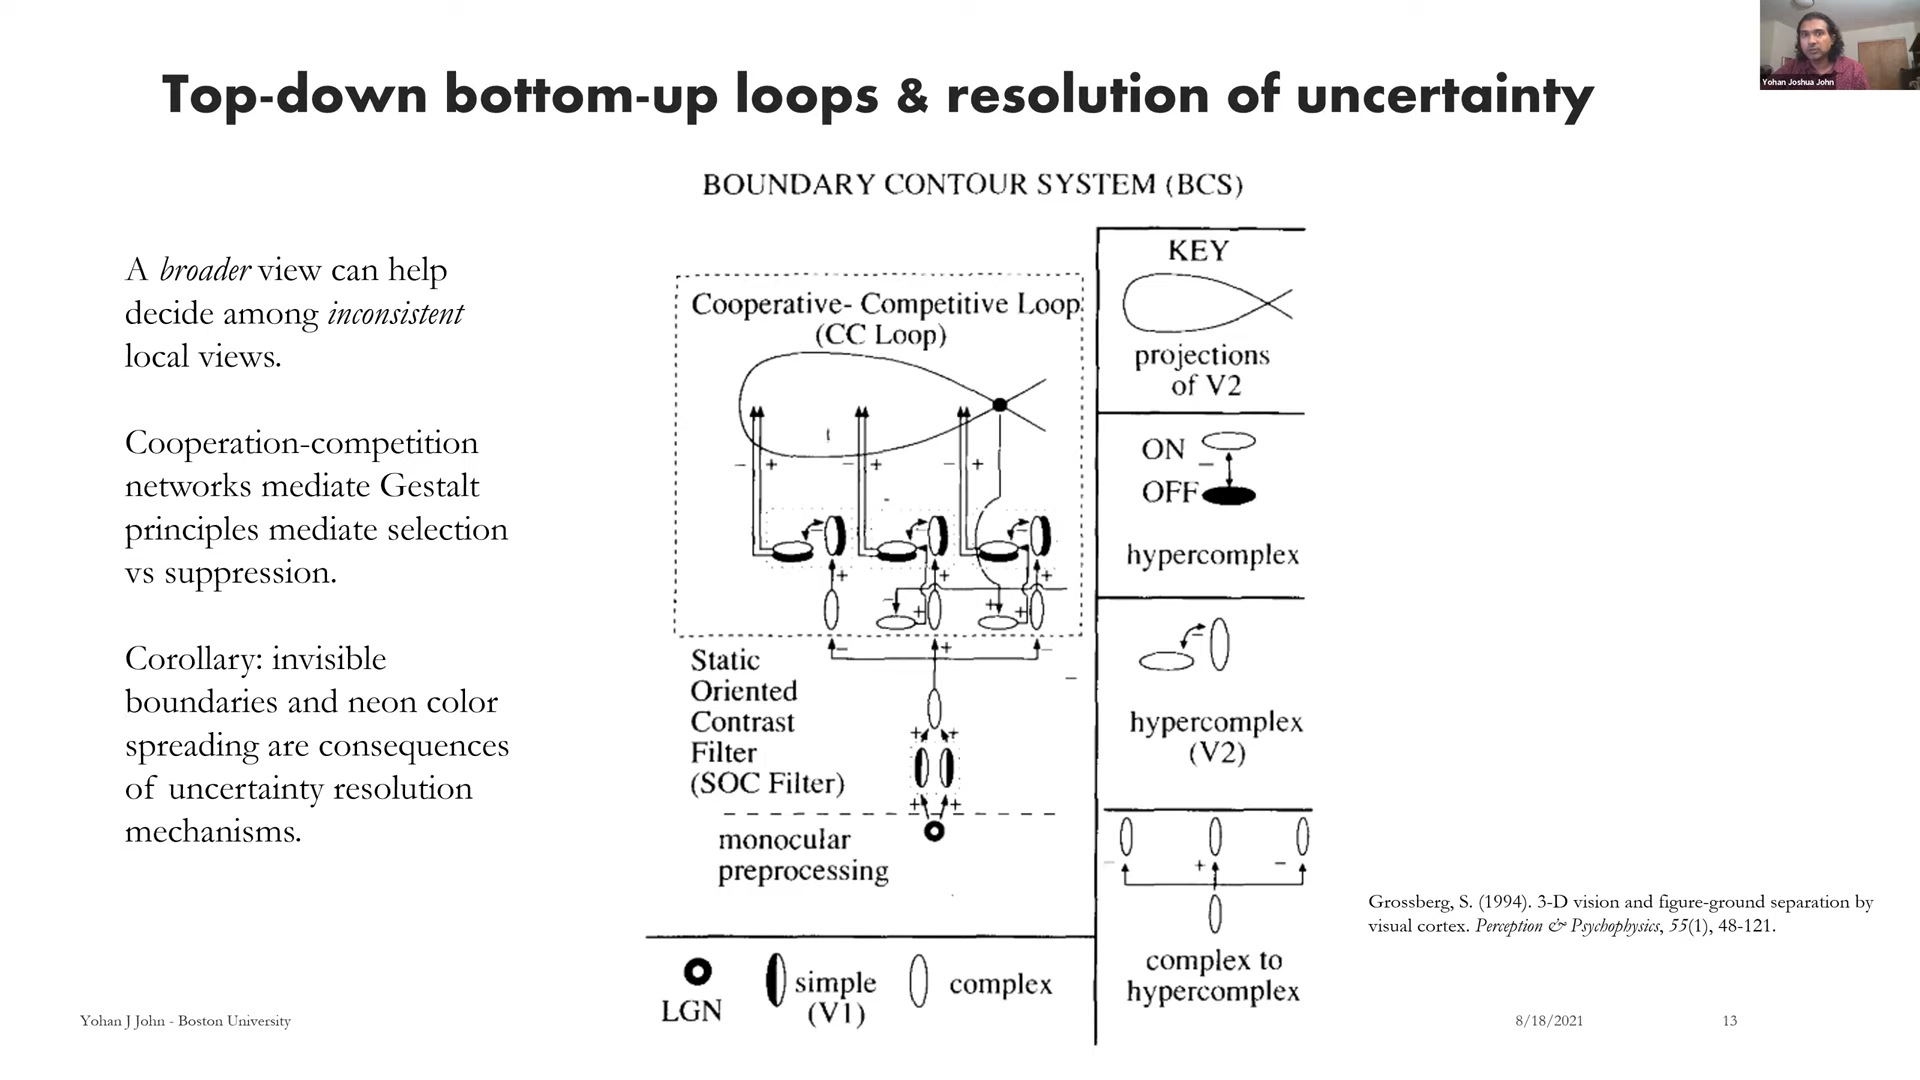 Yohan Joshua John
Top-down bottom-up loops & resolution of uncertainty
A broader view can help
decide among inconsistent
local views.
Cooperation-competition
networks mediate Gestalt
principles mediate selection
vs suppression.
Corollary: invisible
boundaries and neon color
spreading are consequences
of uncertainty resolution
mechanisms.
BOUNDARY CONTOUR SYSTEM (BCS)
Cooperative- Competitive Loop
(CC Loop)
- + - + - +
+ + +
- + + +
- + -
Static
Oriented
Contrast
Filter
(SOC Filter)
+ +
+ +
monocular
preprocessing
LGN
simple
(V1)
complex
KEY
projections
of V2
ON
-
OFF
hypercomplex
-
hypercomplex
(V2)
- + -
complex to
hypercomplex
Grossberg, S. (1994). 3-D vision and figure-ground separation by
visual cortex. Perception & Psychophysics, 55(1), 48-121.
Yohan J John - Boston University
8/18/2021
13